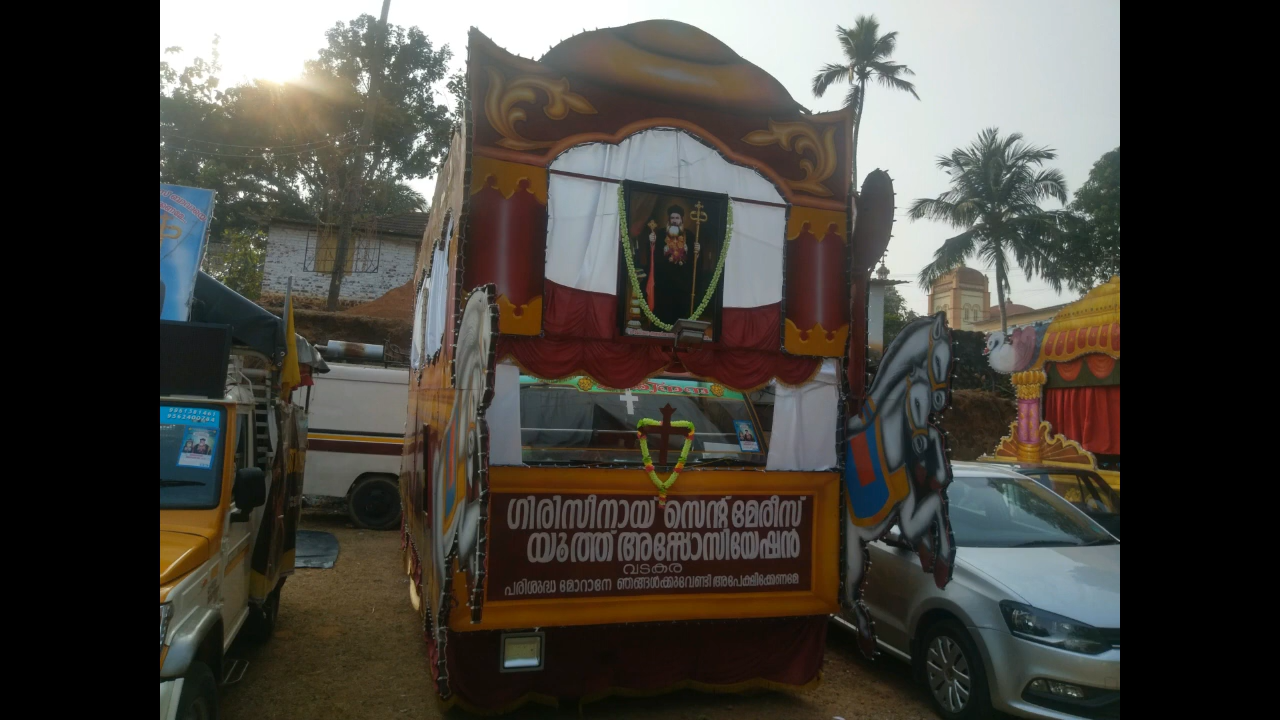 ഗിരിസീനായ് സെന്റ് മേരീസ്
യൂത്ത് അസ്സോസിയേഷൻ
വടകര
പരിശുദ്ധ മോറാനേ ഞങ്ങൾക്കുവേണ്ടി അപേക്ഷിക്കേണമേ